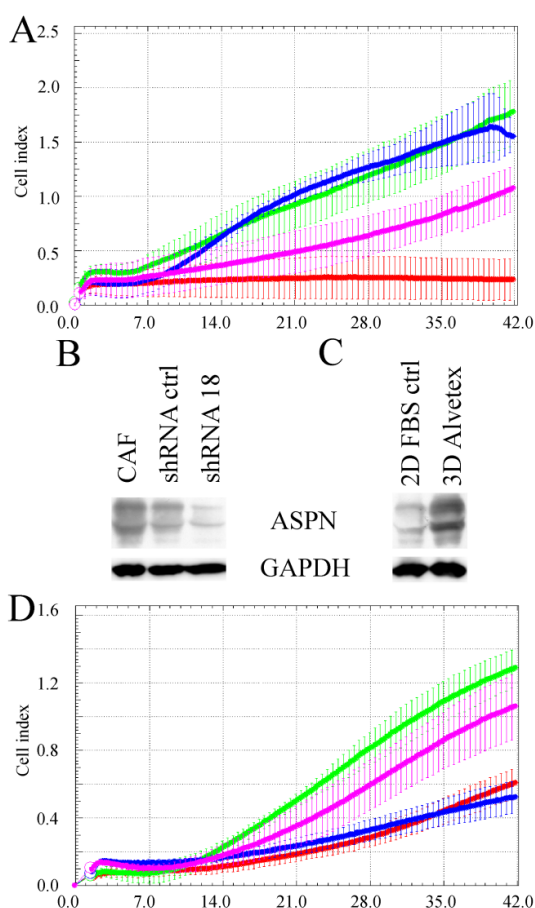 A
2.5
2.0
1.5
1.0
0.5
0.0
Cell index
0.0 7.0 14.0 21.0 28.0 35.0 42.0
B
C
CAF
shRNA ctrl
shRNA 18
2D FBS ctrl
3D Alvetex
ASPN
GAPDH
D
1.6
1.2
0.8
0.4
0.0
Cell index
0.0 7.0 14.0 21.0 28.0 35.0 42.0